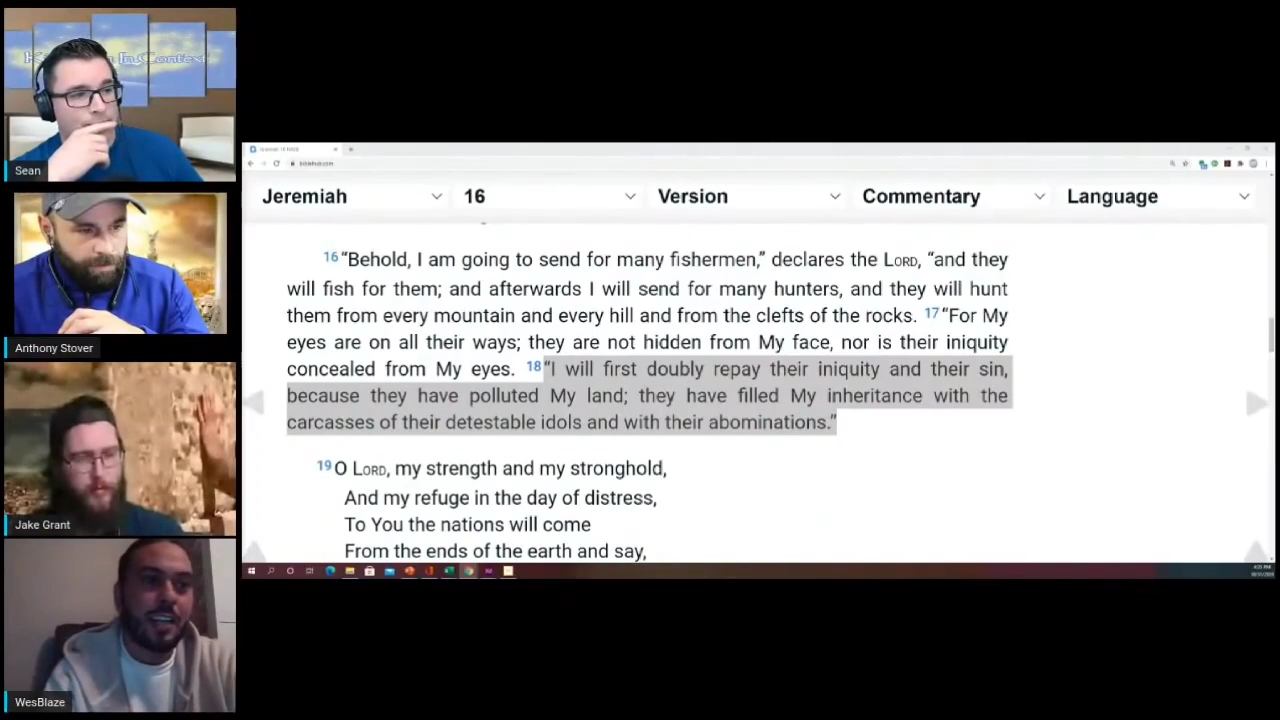 Sean
Anthony Stover
Jake Grant
WesBlaze
Jeremiah 16 Version Commentary Language
16 “Behold, I am going to send for many fishermen,” declares the LORD, “and they
will fish for them; and afterwards I will send for many hunters, and they will hunt
them from every mountain and every hill and from the clefts of the rocks. 17 “For My
eyes are on all their ways; they are not hidden from My face, nor is their iniquity
concealed from My eyes. 18 “I will first doubly repay their iniquity and their sin,
because they have polluted My land; they have filled My inheritance with the
carcasses of their detestable idols and with their abominations.”
19 O LORD, my strength and my stronghold,
And my refuge in the day of distress,
To You the nations will come
From the ends of the earth and say,